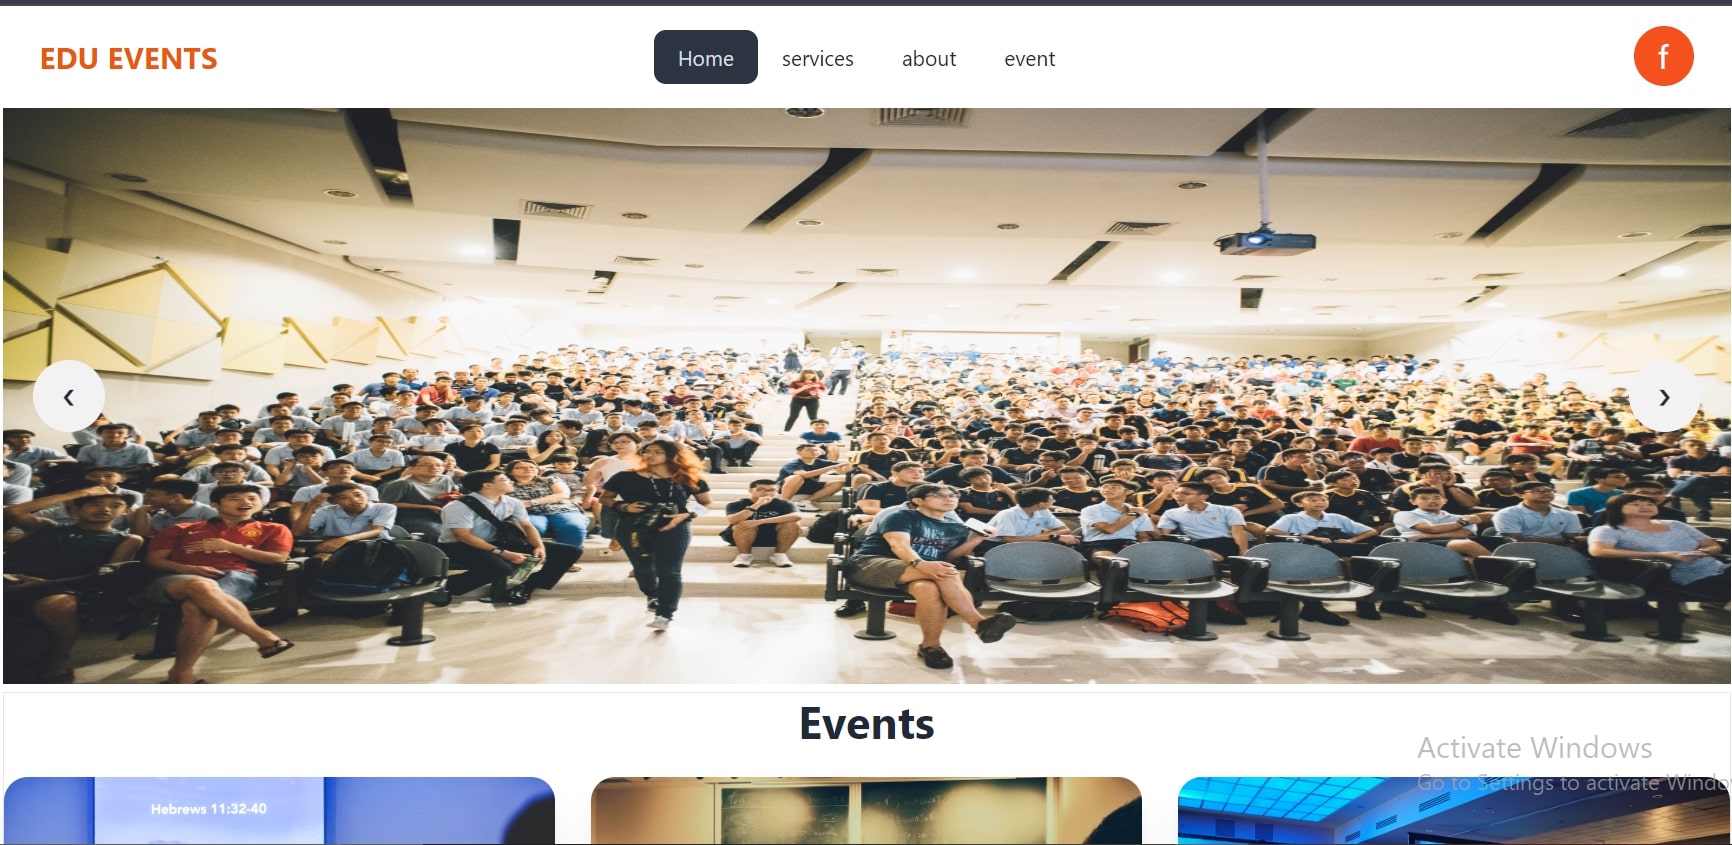 EDU EVENTS
Home
services
about
event
f
❮
❯
Events
Activate Windows
Go to Settings to activate Windo
Hebrews 11:32-40